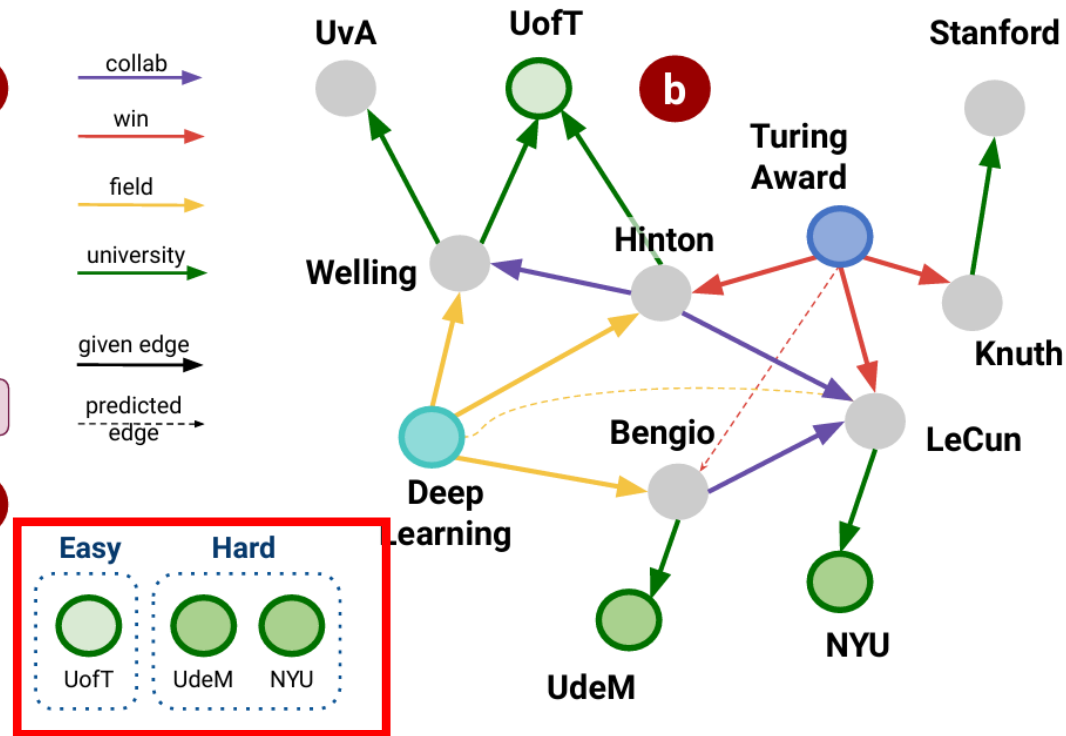 collab
win
field
university
given edge
predicted
edge
UvA
UofT
b
Stanford
Turing
Award
Hinton
Welling
Knuth
Bengio
LeCun
Deep
Learning
NYU
UdeM
Easy
Hard
UofT
UdeM
NYU